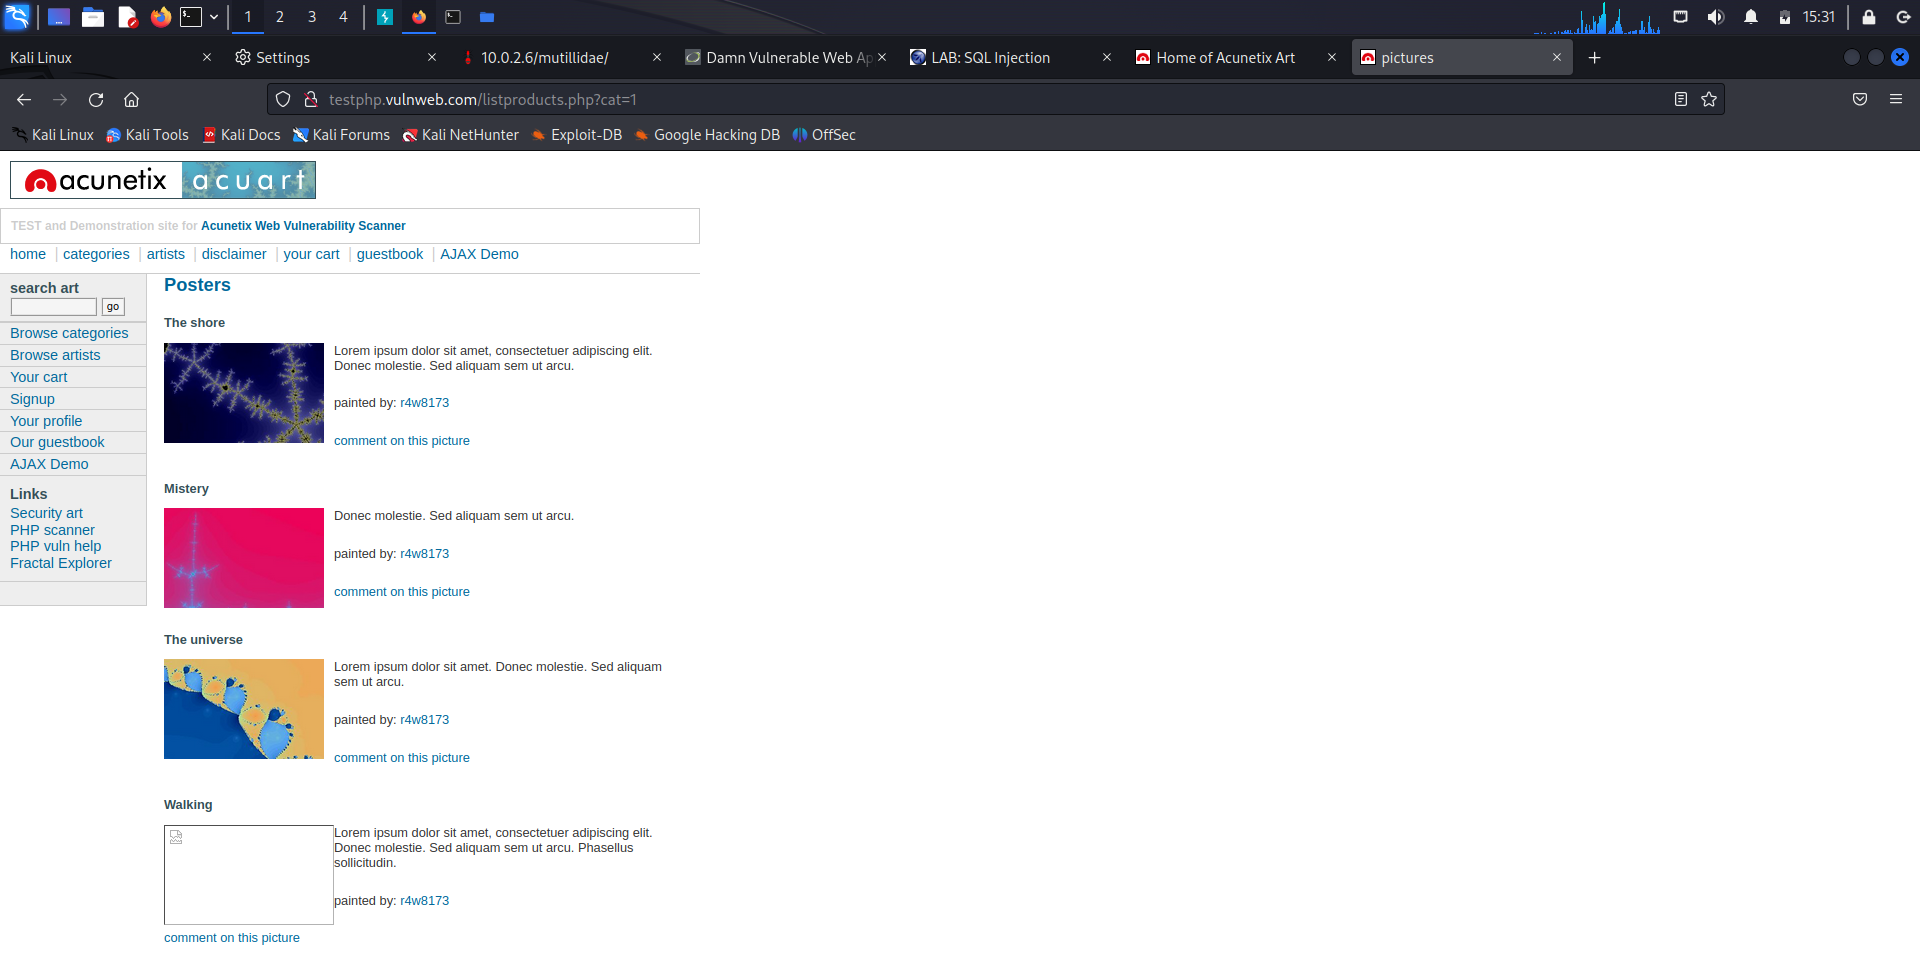 1 2 3 4 15:31
Kali Linux Settings 10.0.2.6/mutillidae/ Damn Vulnerable Web Ap LAB: SQL Injection Home of Acunetix Art pictures
testphp.vulnweb.com/listproducts.php?cat=1
Kali Linux Kali Tools Kali Docs Kali Forums Kali NetHunter Exploit-DB Google Hacking DB OffSec
acunetix acuart
TEST and Demonstration site for Acunetix Web Vulnerability Scanner
home | categories | artists | disclaimer | your cart | guestbook | AJAX Demo
search art
go
Browse categories
Browse artists
Your cart
Signup
Your profile
Our guestbook
AJAX Demo
Links
Security art
PHP scanner
PHP vuln help
Fractal Explorer
Posters
The shore
Lorem ipsum dolor sit amet, consectetuer adipiscing elit.
Donec molestie. Sed aliquam sem ut arcu.
painted by: r4w8173
comment on this picture
Mistery
Donec molestie. Sed aliquam sem ut arcu.
painted by: r4w8173
comment on this picture
The universe
Lorem ipsum dolor sit amet. Donec molestie. Sed aliquam
sem ut arcu.
painted by: r4w8173
comment on this picture
Walking
Lorem ipsum dolor sit amet, consectetuer adipiscing elit.
Donec molestie. Sed aliquam sem ut arcu. Phasellus
sollicitudin.
painted by: r4w8173
comment on this picture